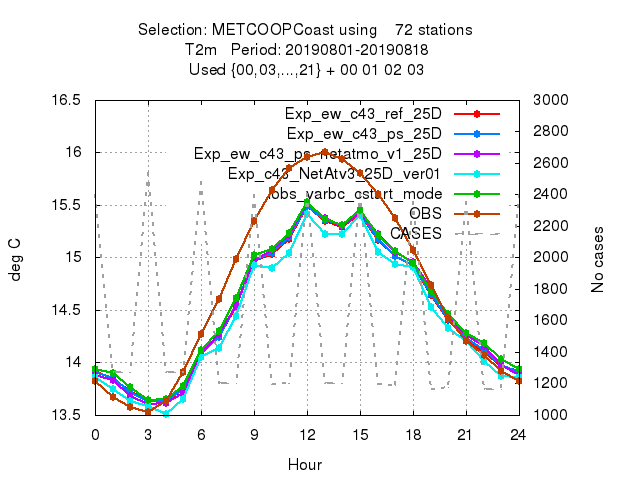 Selection: METCOOPCoast using 72 stations
T2m Period: 20190801-20190818
Used {00,03,...,21} + 00 01 02 03
16.5
16
15.5
15
14.5
14
13.5
deg C
3000
2800
2600
2400
2200
2000
1800
1600
1400
1200
1000
No cases
Exp_ew_c43_ref_25D
Exp_ew_c43_ps_25D
Exp_ew_c43_ps_netatmo_v1_25D
Exp_c43_NetAtv3_25D_ver01
obs_varbc_cstart_mode
OBS
CASES
0 3 6 9 12 15 18 21 24
Hour